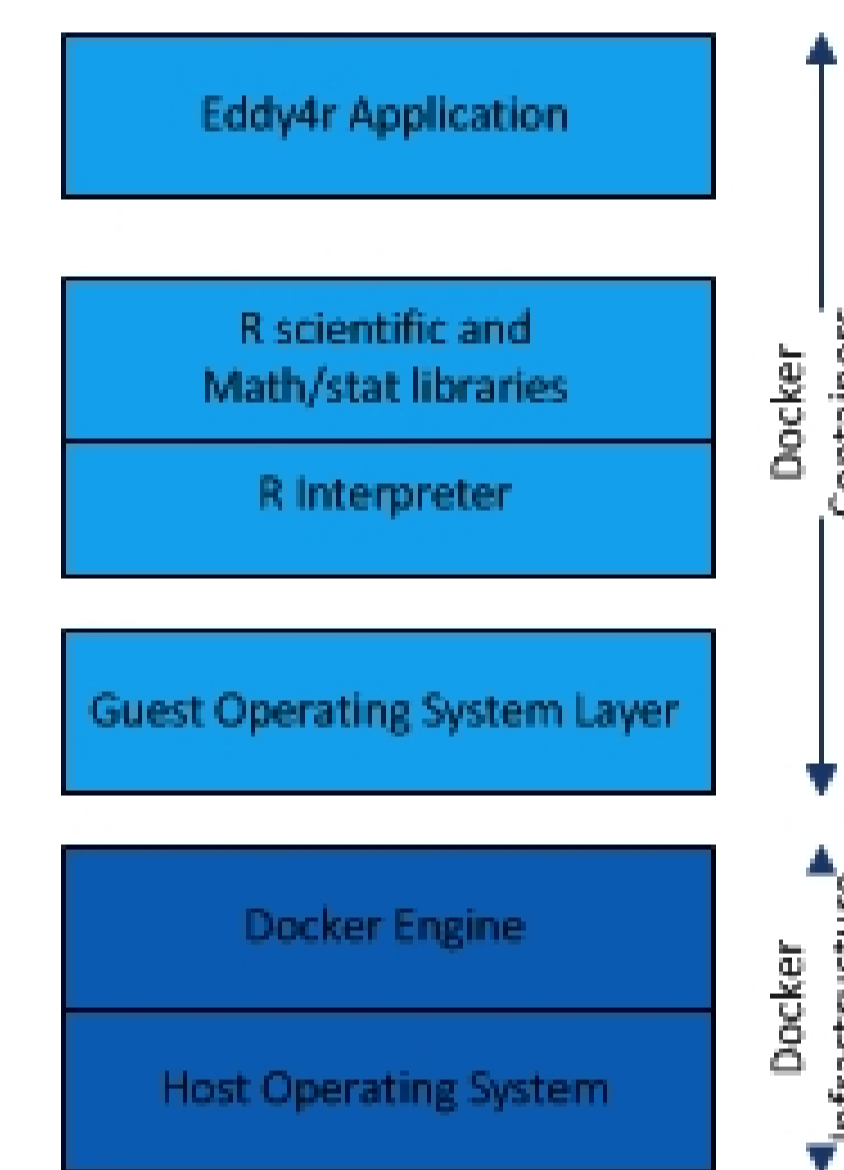 Eddy4r Application
R scientific and
Math/stat libraries
R Interpreter
Guest Operating System Layer
Docker Engine
Host Operating System
Docker
Docker